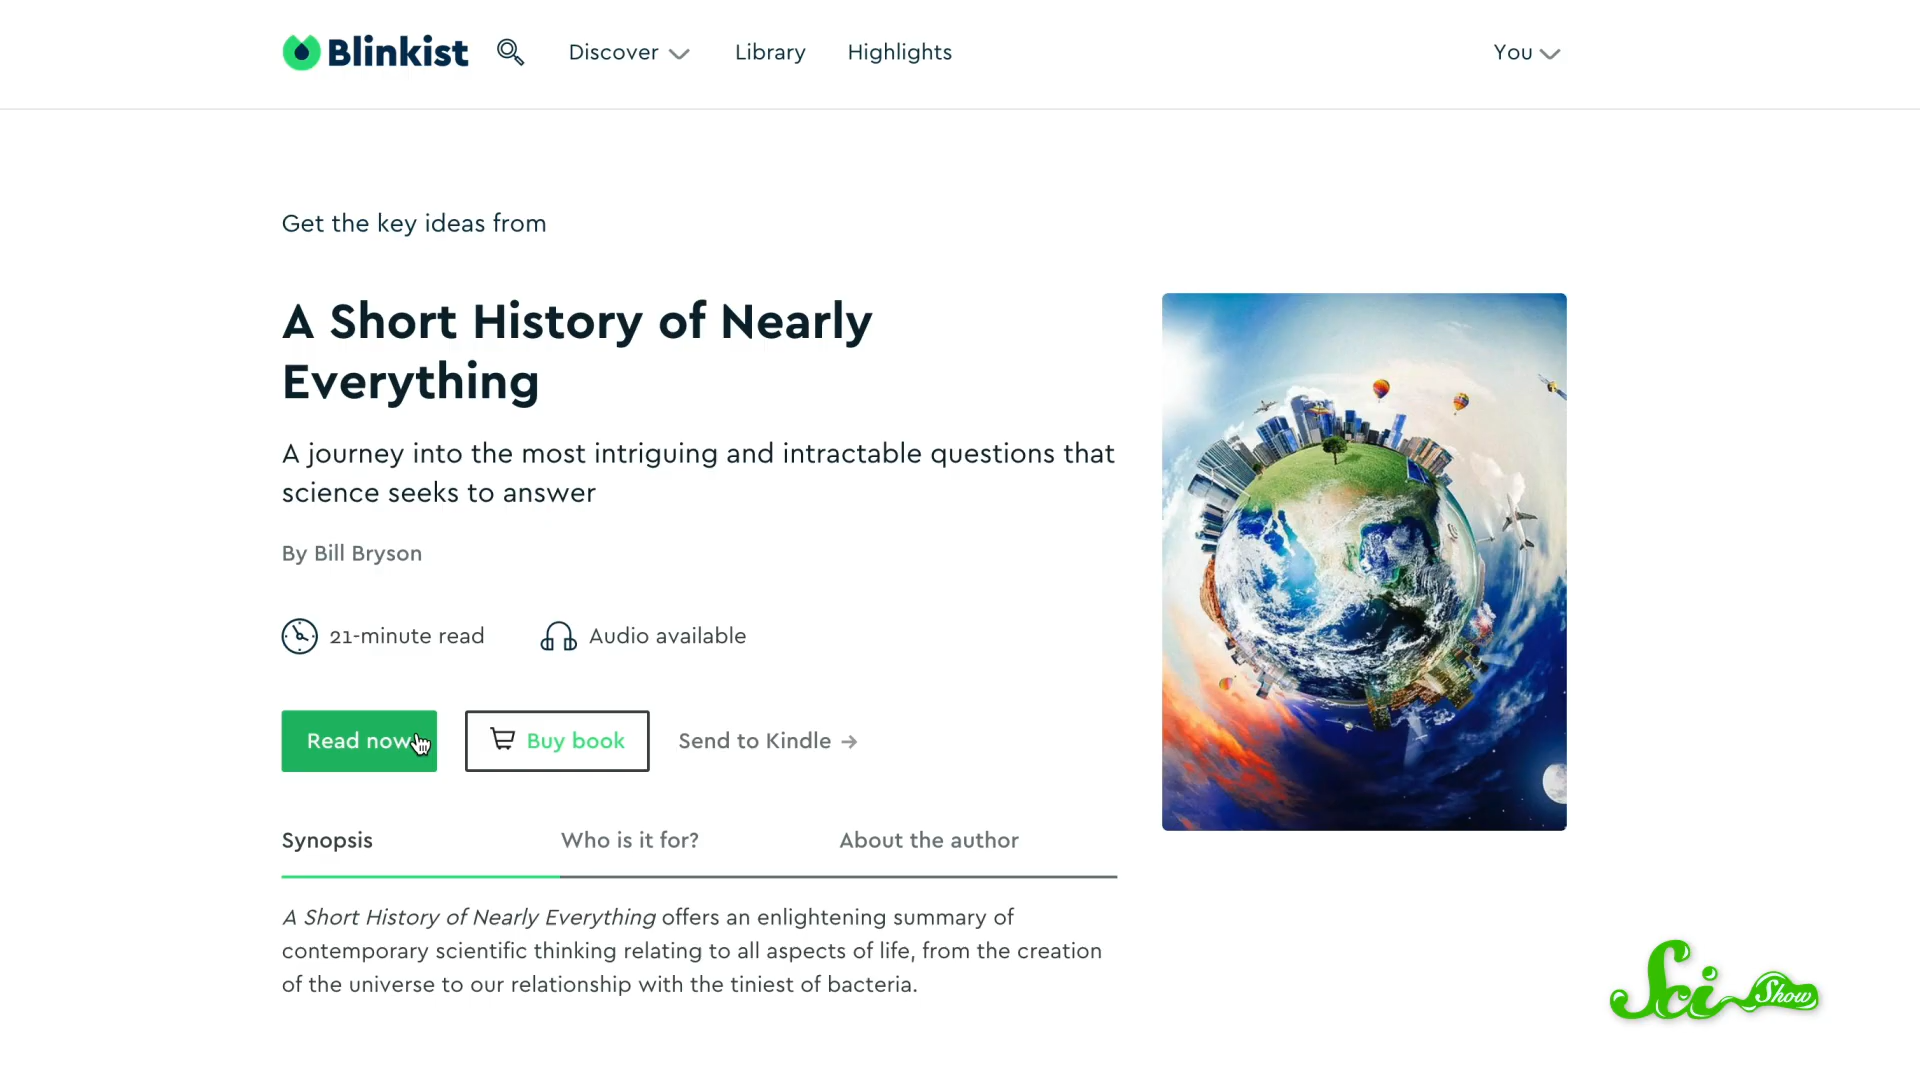 Blinkist
Discover
Library
Highlights
You
Get the key ideas from
A Short History of Nearly
Everything
A journey into the most intriguing and intractable questions that
science seeks to answer
By Bill Bryson
21-minute read
Audio available
Read now
Buy book
Send to Kindle →
Synopsis
Who is it for?
About the author
A Short History of Nearly Everything offers an enlightening summary of
contemporary scientific thinking relating to all aspects of life, from the creation
of the universe to our relationship with the tiniest of bacteria.
Sci Show